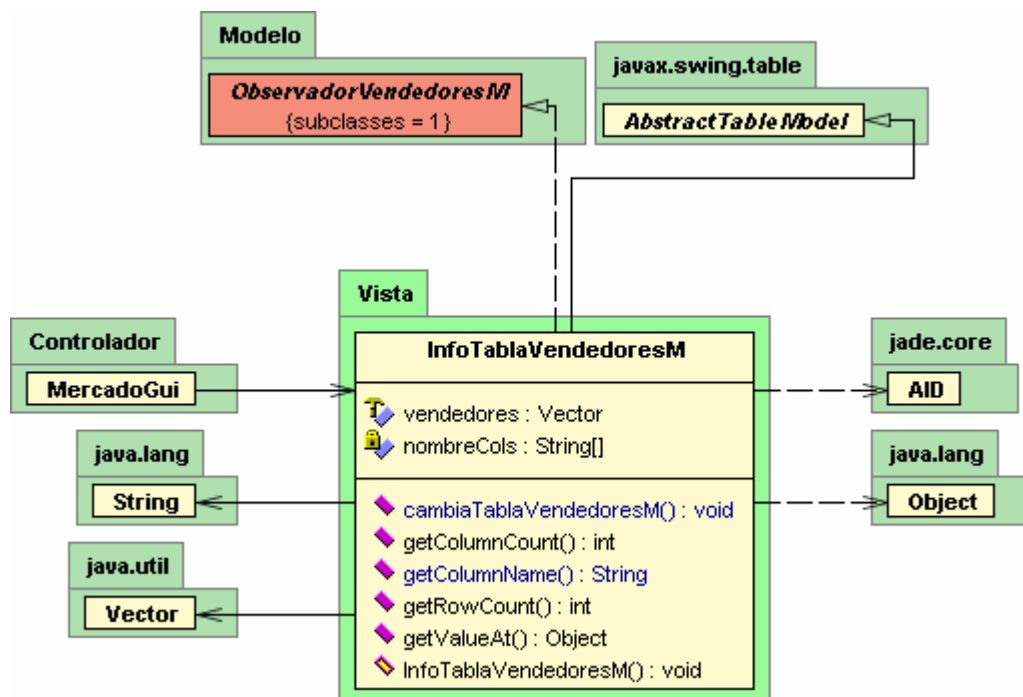 Modelo
ObservadorVendedoresM
{subclasses = 1}
javax.swing.table
AbstractTableModel
Vista
InfoTablaVendedoresM
vendedores : Vector
nombreCols : String[]
cambiaTablaVendedoresM() : void
getColumnCount() : int
getColumnName() : String
getRowCount() : int
getValueAt() : Object
InfoTablaVendedoresM() : void
Controlador
MercadoGui
java.lang
String
java.util
Vector
jade.core
AID
java.lang
Object